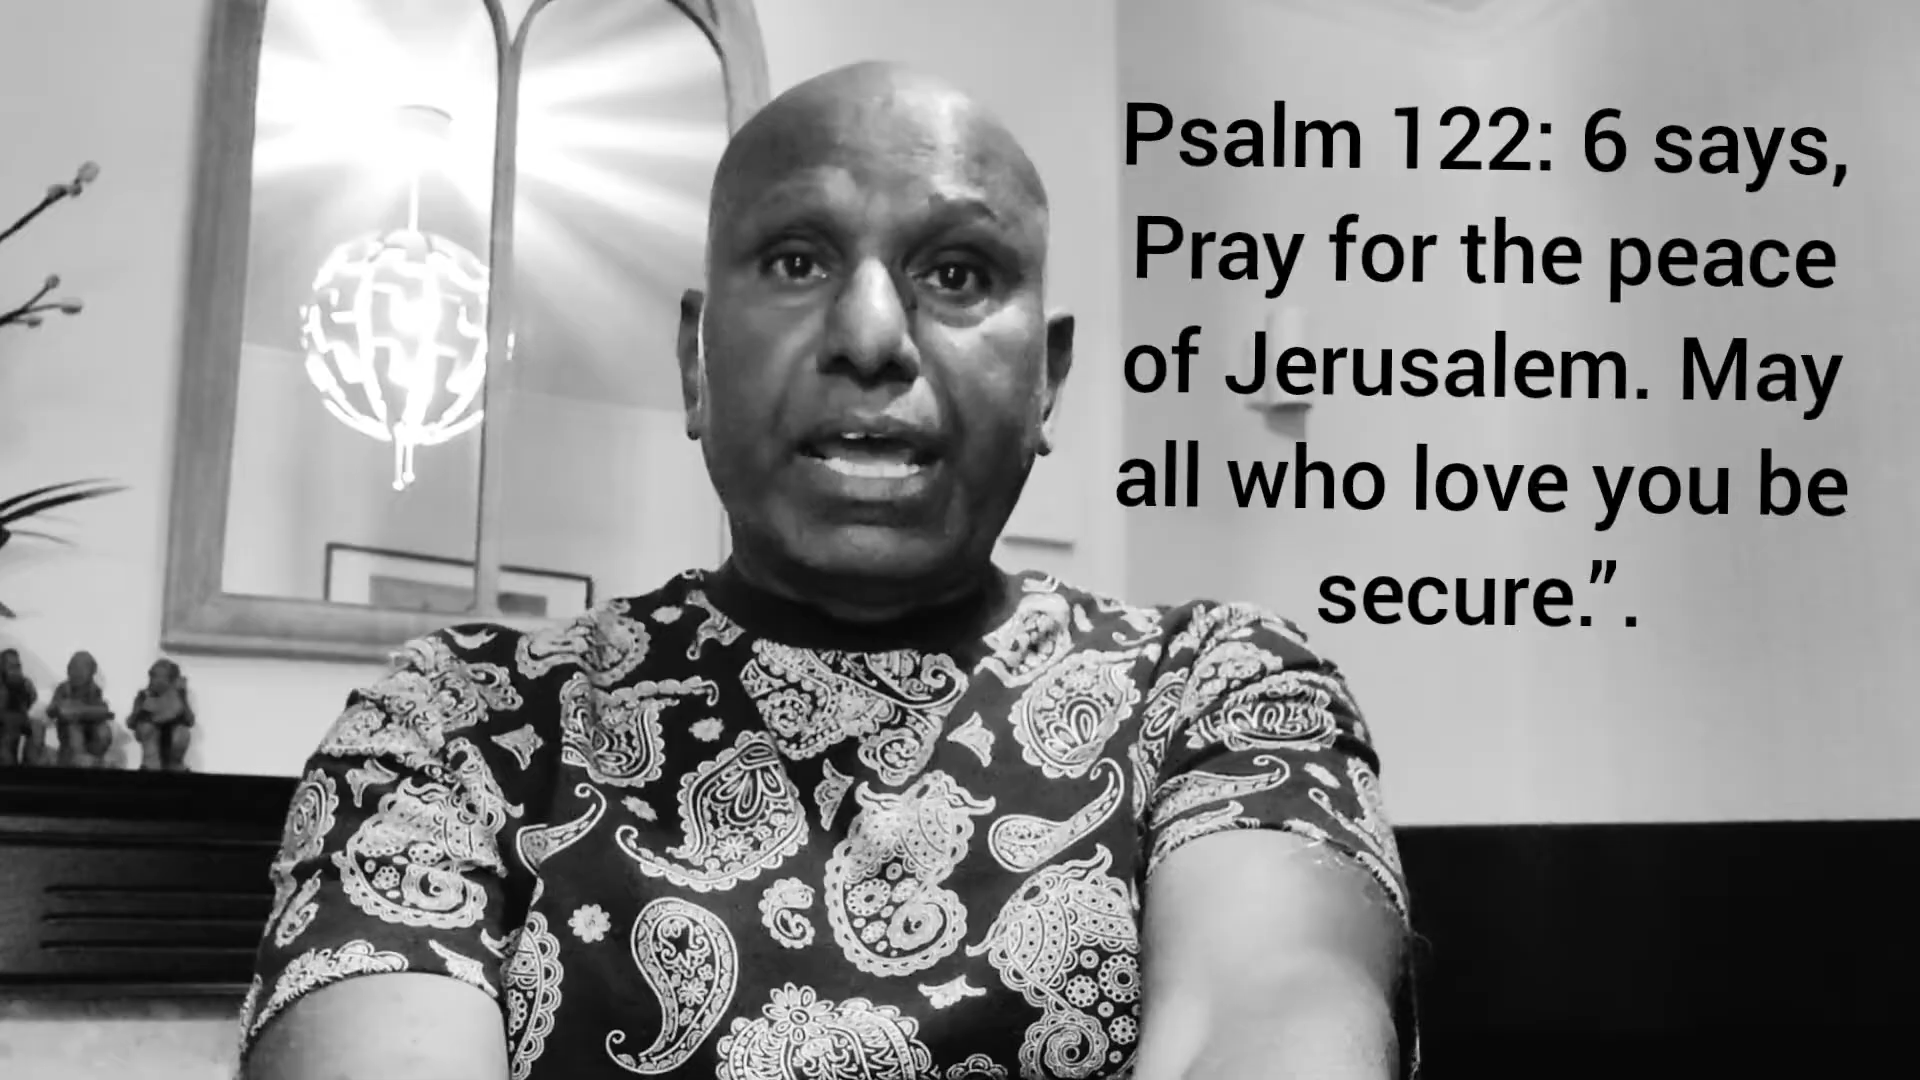 Psalm 122: 6 says,
Pray for the peace
of Jerusalem. May
all who love you be
secure.”.